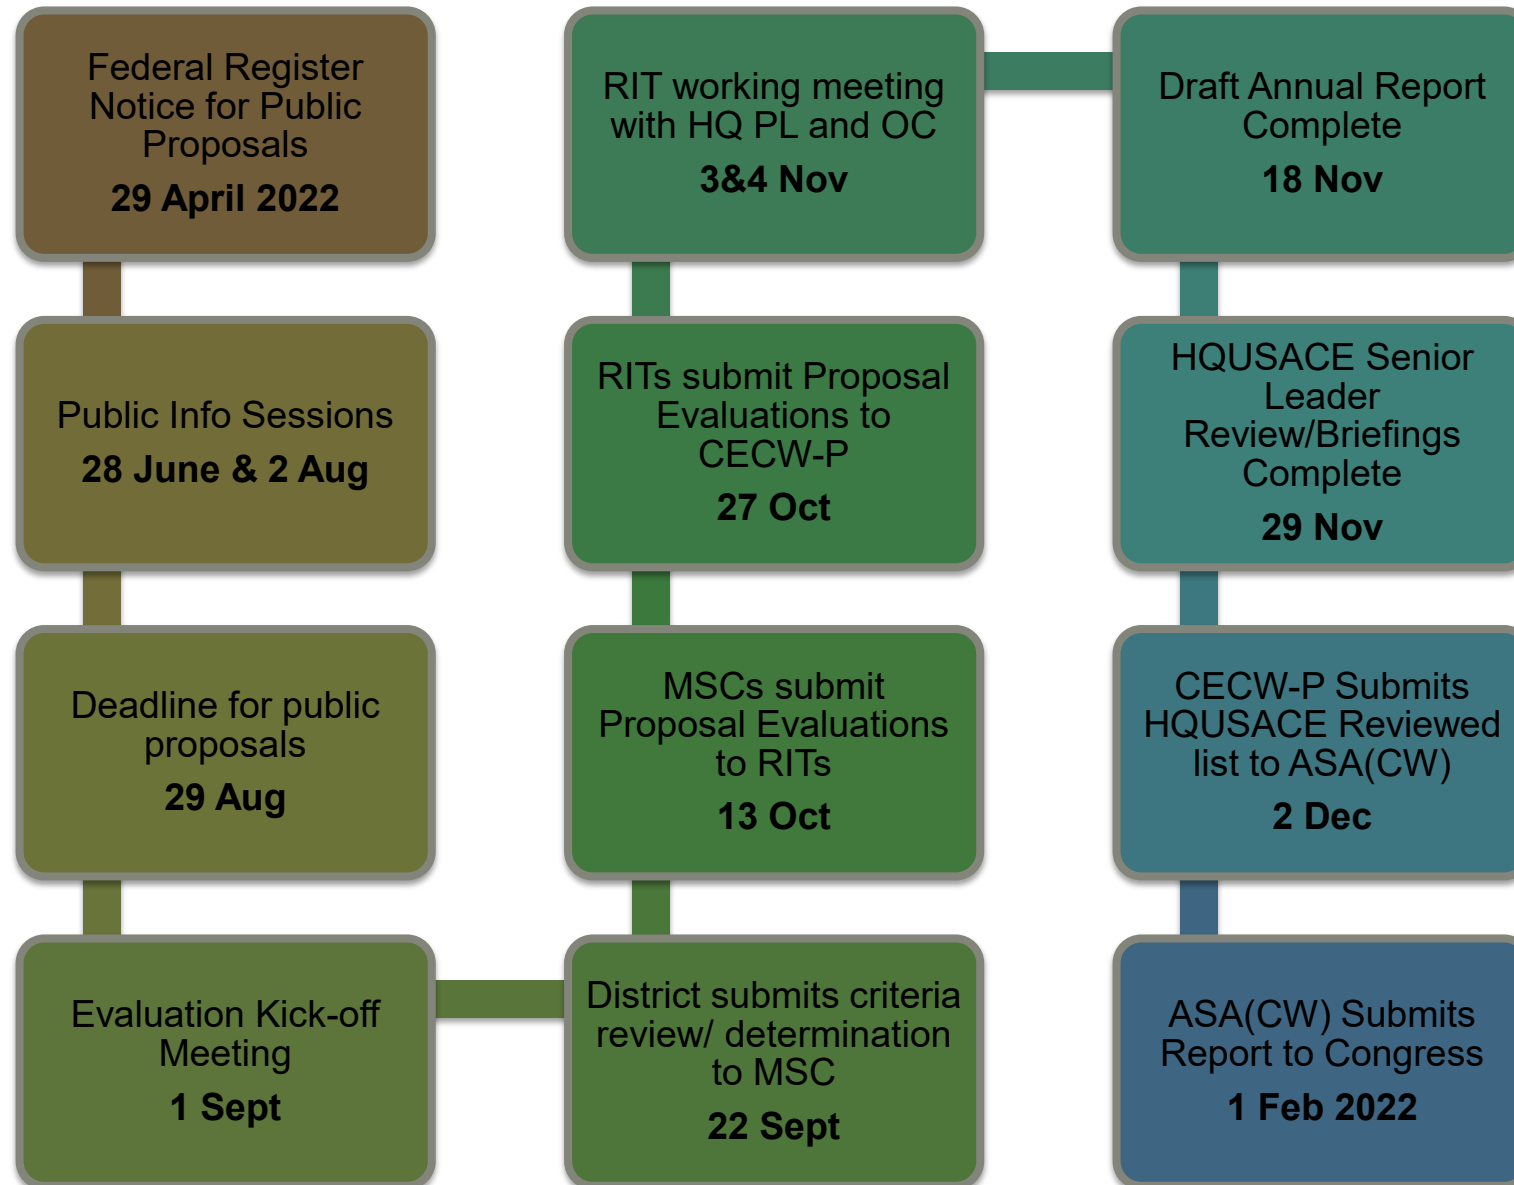 Federal Register
Notice for Public
Proposals
29 April 2022
Public Info Sessions
28 June & 2 Aug
Deadline for public
proposals
29 Aug
Evaluation Kick-off
Meeting
1 Sept
District submits criteria
review/ determination
to MSC
22 Sept
MSCs submit
Proposal Evaluations
to RITs
13 Oct
RITs submit Proposal
Evaluations to
CECW-P
27 Oct
RIT working meeting
with HQ PL and OC
3&4 Nov
Draft Annual Report
Complete
18 Nov
HQUSACE Senior
Leader
Review/Briefings
Complete
29 Nov
CECW-P Submits
HQUSACE Reviewed
list to ASA(CW)
2 Dec
ASA(CW) Submits
Report to Congress
1 Feb 2022